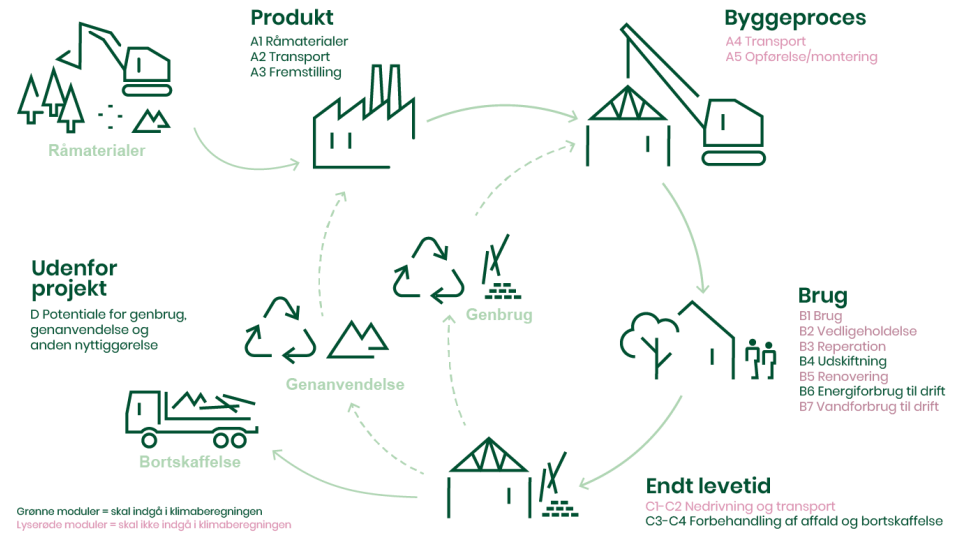 Produkt
A1 Råmaterialer
A2 Transport
A3 Fremstilling
Byggeproces
A4 Transport
A5 Opførelse/montering
Råmaterialer
Udenfor
projekt
D Potentiale for genbrug,
genanvendelse og
anden nyttiggørelse
Genbrug
Genanvendelse
Brug
B1 Brug
B2 Vedligeholdelse
B3 Reperation
B4 Udskiftning
B5 Renovering
B6 Energiforbrug til drift
B7 Vandforbrug til drift
Bortskaffelse
Endt levetid
C1-C2 Nedrivning og transport
C3-C4 Forbehandling af affald og bortskaffelse
Grønne moduler = skal indgå i klimaberegningen
Lyserøde moduler = skal ikke indgå i klimaberegningen